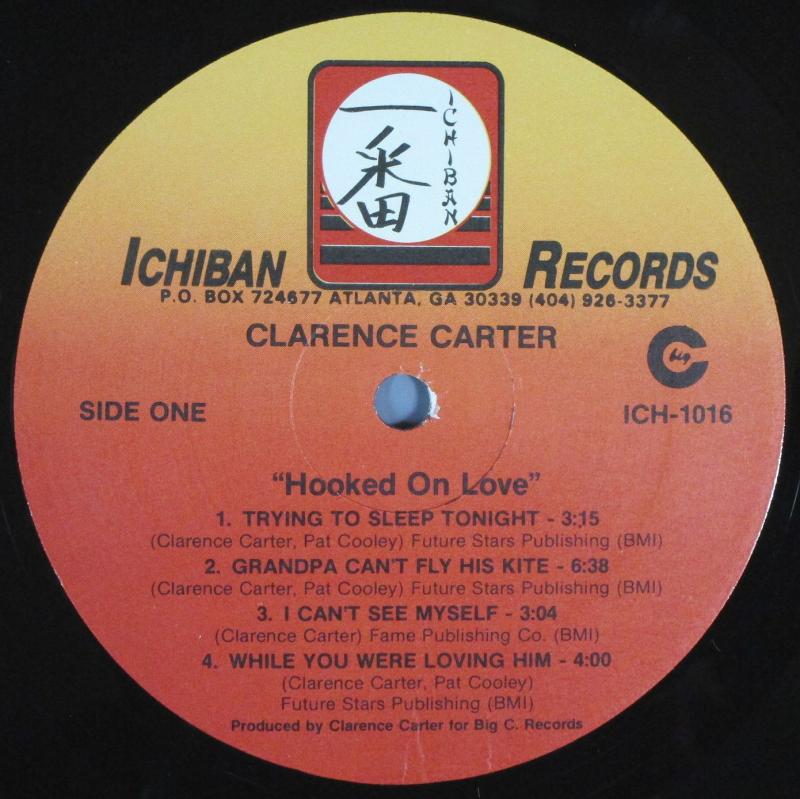 一番
ICHIBAN
ICHIBAN RECORDS
P.O. BOX 724677 ATLANTA, GA 30339 (404) 926-3377
CLARENCE CARTER
big C
SIDE ONE
ICH-1016
“Hooked On Love”
1. TRYING TO SLEEP TONIGHT - 3:15
(Clarence Carter, Pat Cooley) Future Stars Publishing (BMI)
2. GRANDPA CAN'T FLY HIS KITE - 6:38
(Clarence Carter, Pat Cooley) Future Stars Publishing (BMI)
3. I CAN'T SEE MYSELF - 3:04
(Clarence Carter) Fame Publishing Co. (BMI)
4. WHILE YOU WERE LOVING HIM - 4:00
(Clarence Carter, Pat Cooley)
Future Stars Publishing (BMI)
Produced by Clarence Carter for Big C. Records